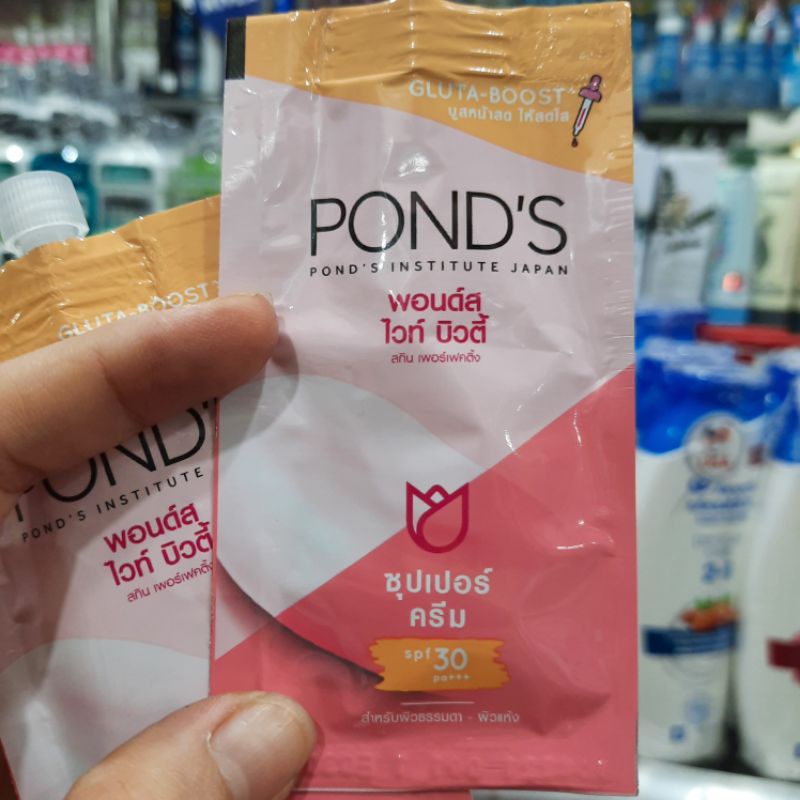 GLUTA-BOOST
บูสหน้าสด ให้สดใส
POND'S
POND'S INSTITUTE JAPAN
พอนด์ส
ไวท์ บิวตี้
สกิน เพอร์เฟคติ้ง
ซุปเปอร์
ครีม
spf 30
pa+++
สำหรับผิวธรรมดา - ผิวแห้ง
GLUTA-BOOST
POND'S
POND'S INSTITUTE
พอนด์ส
ไวท์ บิวตี้
สกิน เพอร์เฟคติ้ง